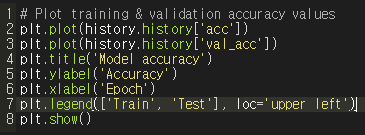 1 # Plot training & validation accuracy values
2 plt.plot(history.history['acc'])
3 plt.plot(history.history['val_acc'])
4 plt.title('Model accuracy')
5 plt.ylabel('Accuracy')
6 plt.xlabel('Epoch')
7 plt.legend(['Train', 'Test'], loc='upper left')
8 plt.show()